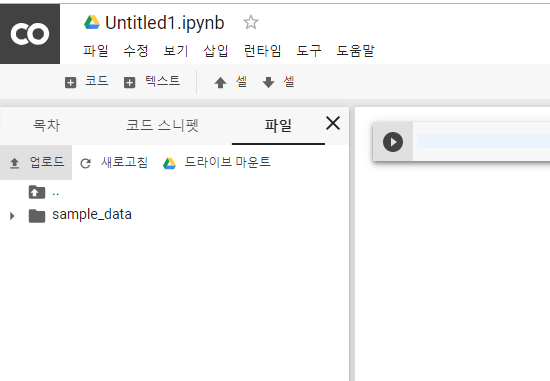 CO Untitled1.ipynb
파일 수정 보기 삽입 런타임 도구 도움말
코드 텍스트 셀 셀
목차 코드 스니펫 파일
업로드 새로고침 드라이브 마운트
..
sample_data